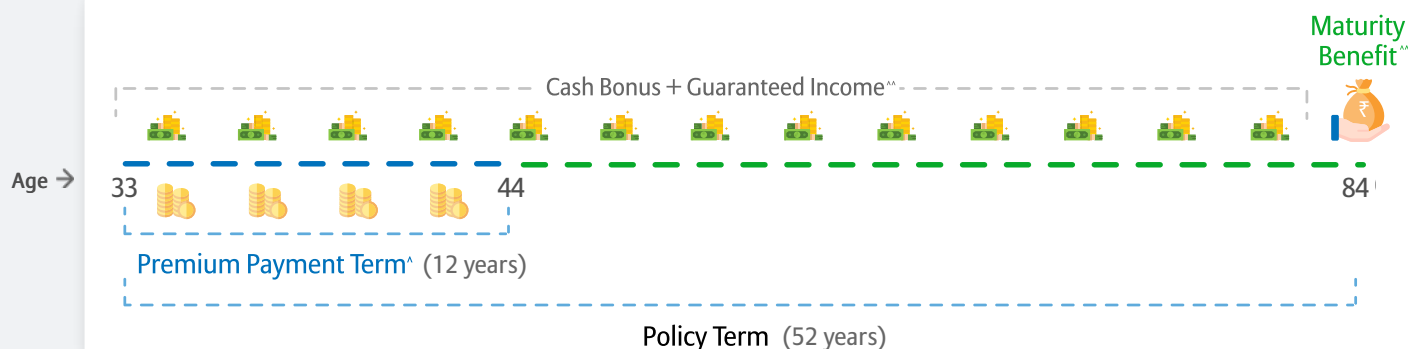 Maturity
Benefit^^
Cash Bonus + Guaranteed Income^^
₹
Age →
33
44
84
Premium Payment Term^ (12 years)
Policy Term (52 years)